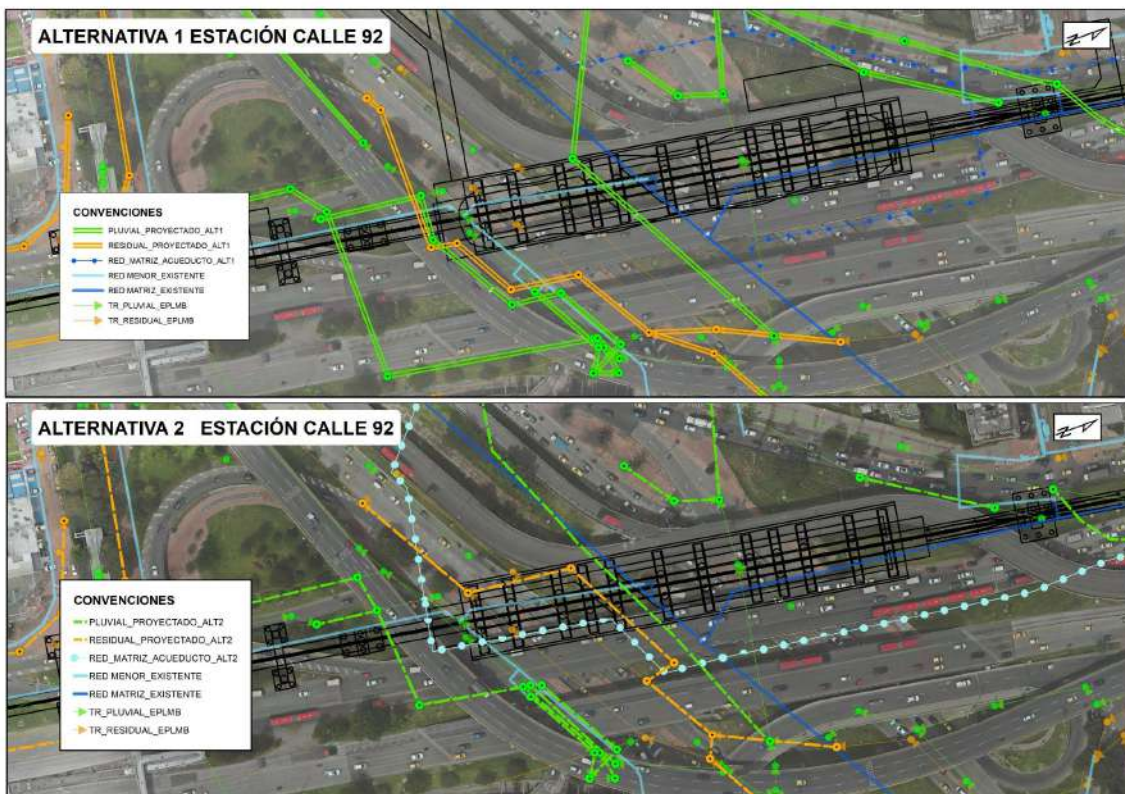 ALTERNATIVA 1 ESTACIÓN CALLE 92
CONVENCIONES
PLUVIAL_PROYECTADO_ALT1
RESIDUAL_PROYECTADO_ALT1
RED_MATRIZ_ACUEDUCTO_ALT1
RED MENOR_EXISTENTE
RED MATRIZ_EXISTENTE
TR_PLUVIAL_EPLMB
TR_RESIDUAL_EPLMB
ALTERNATIVA 2 ESTACIÓN CALLE 92
CONVENCIONES
PLUVIAL_PROYECTADO_ALT2
RESIDUAL_PROYECTADO_ALT2
RED_MATRIZ_ACUEDUCTO_ALT2
RED MENOR_EXISTENTE
RED MATRIZ_EXISTENTE
TR_PLUVIAL_EPLMB
TR_RESIDUAL_EPLMB